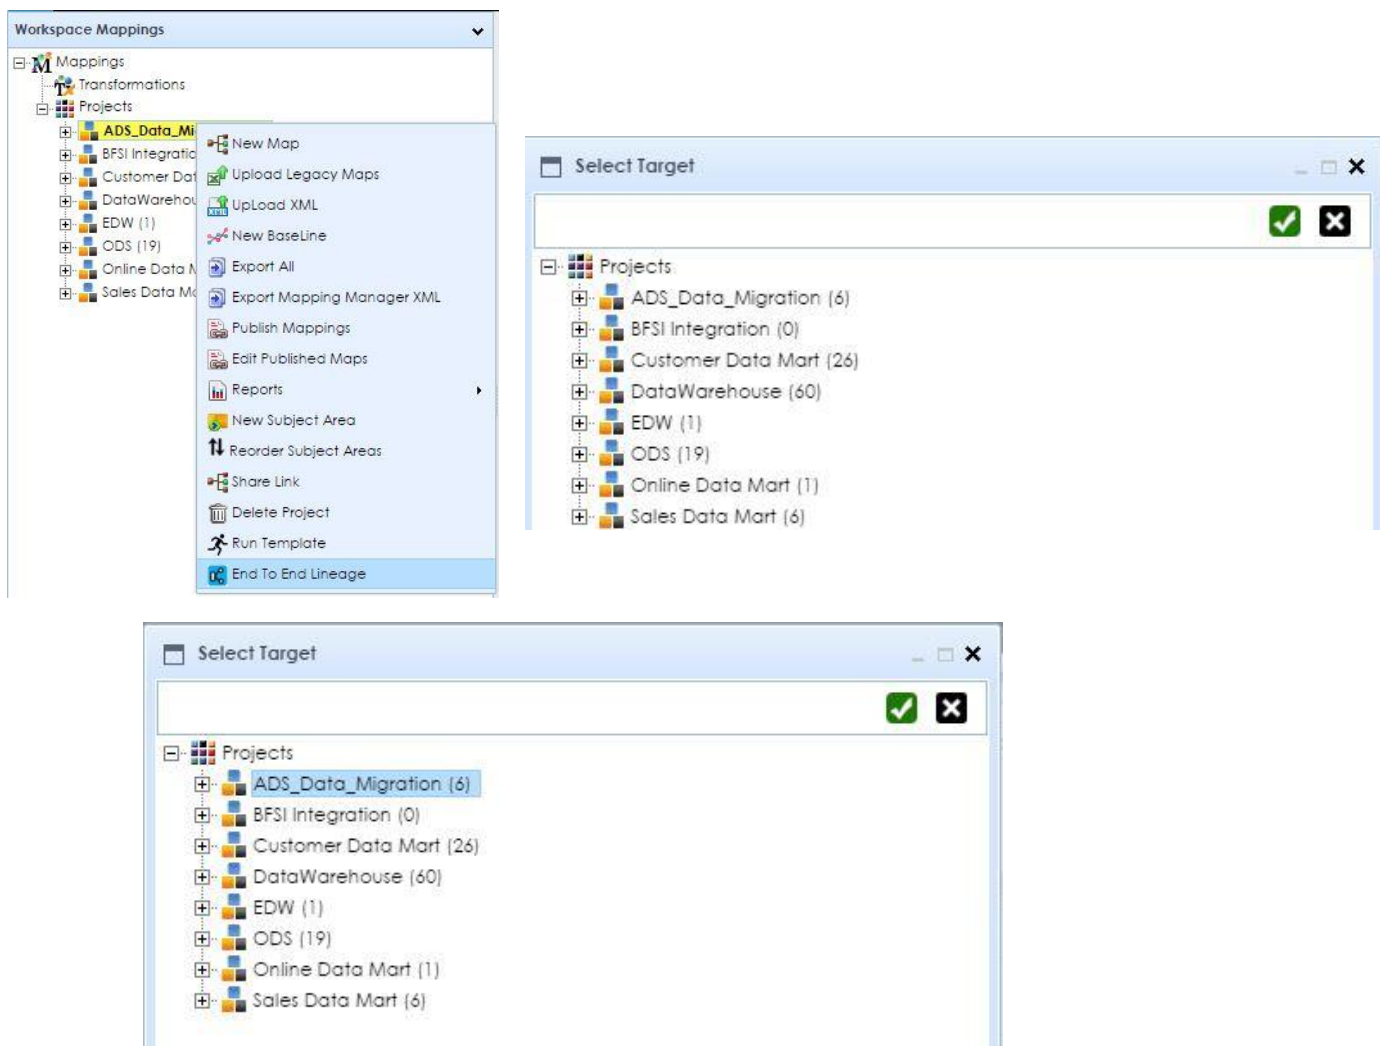 Workspace Mappings
Mappings
Transformations
Projects
ADS_Data_Mi
BFSI Integratio
Customer Dat
DataWarehou
EDW (1)
ODS (19)
Online Data M
Sales Data Ma
New Map
Upload Legacy Maps
UpLoad XML
New BaseLine
Export All
Export Mapping Manager XML
Publish Mappings
Edit Published Maps
Reports
New Subject Area
Reorder Subject Areas
Share Link
Delete Project
Run Template
End To End Lineage
Select Target
Projects
ADS_Data_Migration (6)
BFSI Integration (0)
Customer Data Mart (26)
DataWarehouse (60)
EDW (1)
ODS (19)
Online Data Mart (1)
Sales Data Mart (6)
Select Target
Projects
ADS_Data_Migration (6)
BFSI Integration (0)
Customer Data Mart (26)
DataWarehouse (60)
EDW (1)
ODS (19)
Online Data Mart (1)
Sales Data Mart (6)